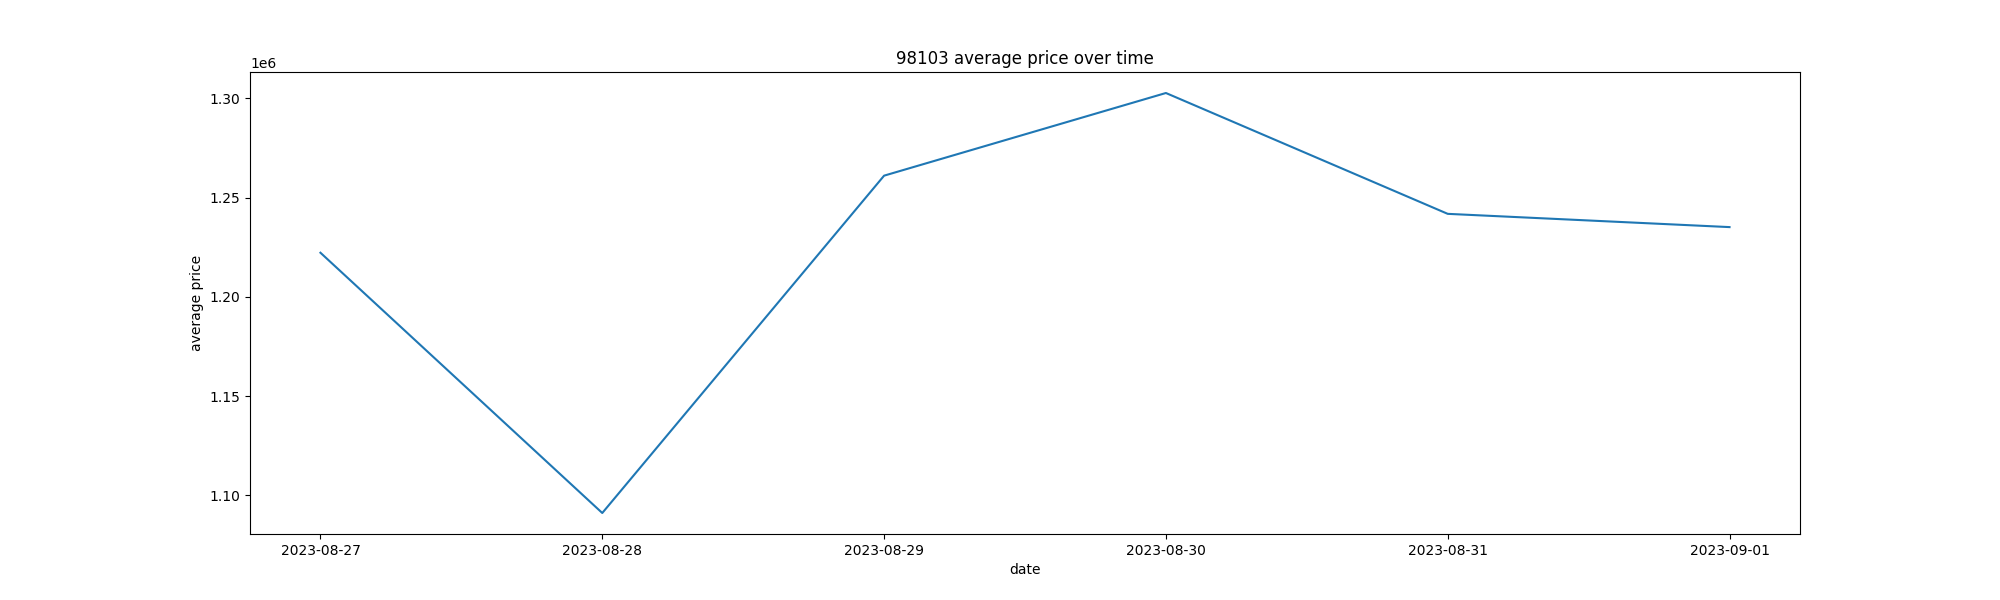 98103 average price over time
1e6
1.30
1.25
1.20
1.15
1.10
average price
2023-08-27
2023-08-28
2023-08-29
2023-08-30
2023-08-31
2023-09-01
date